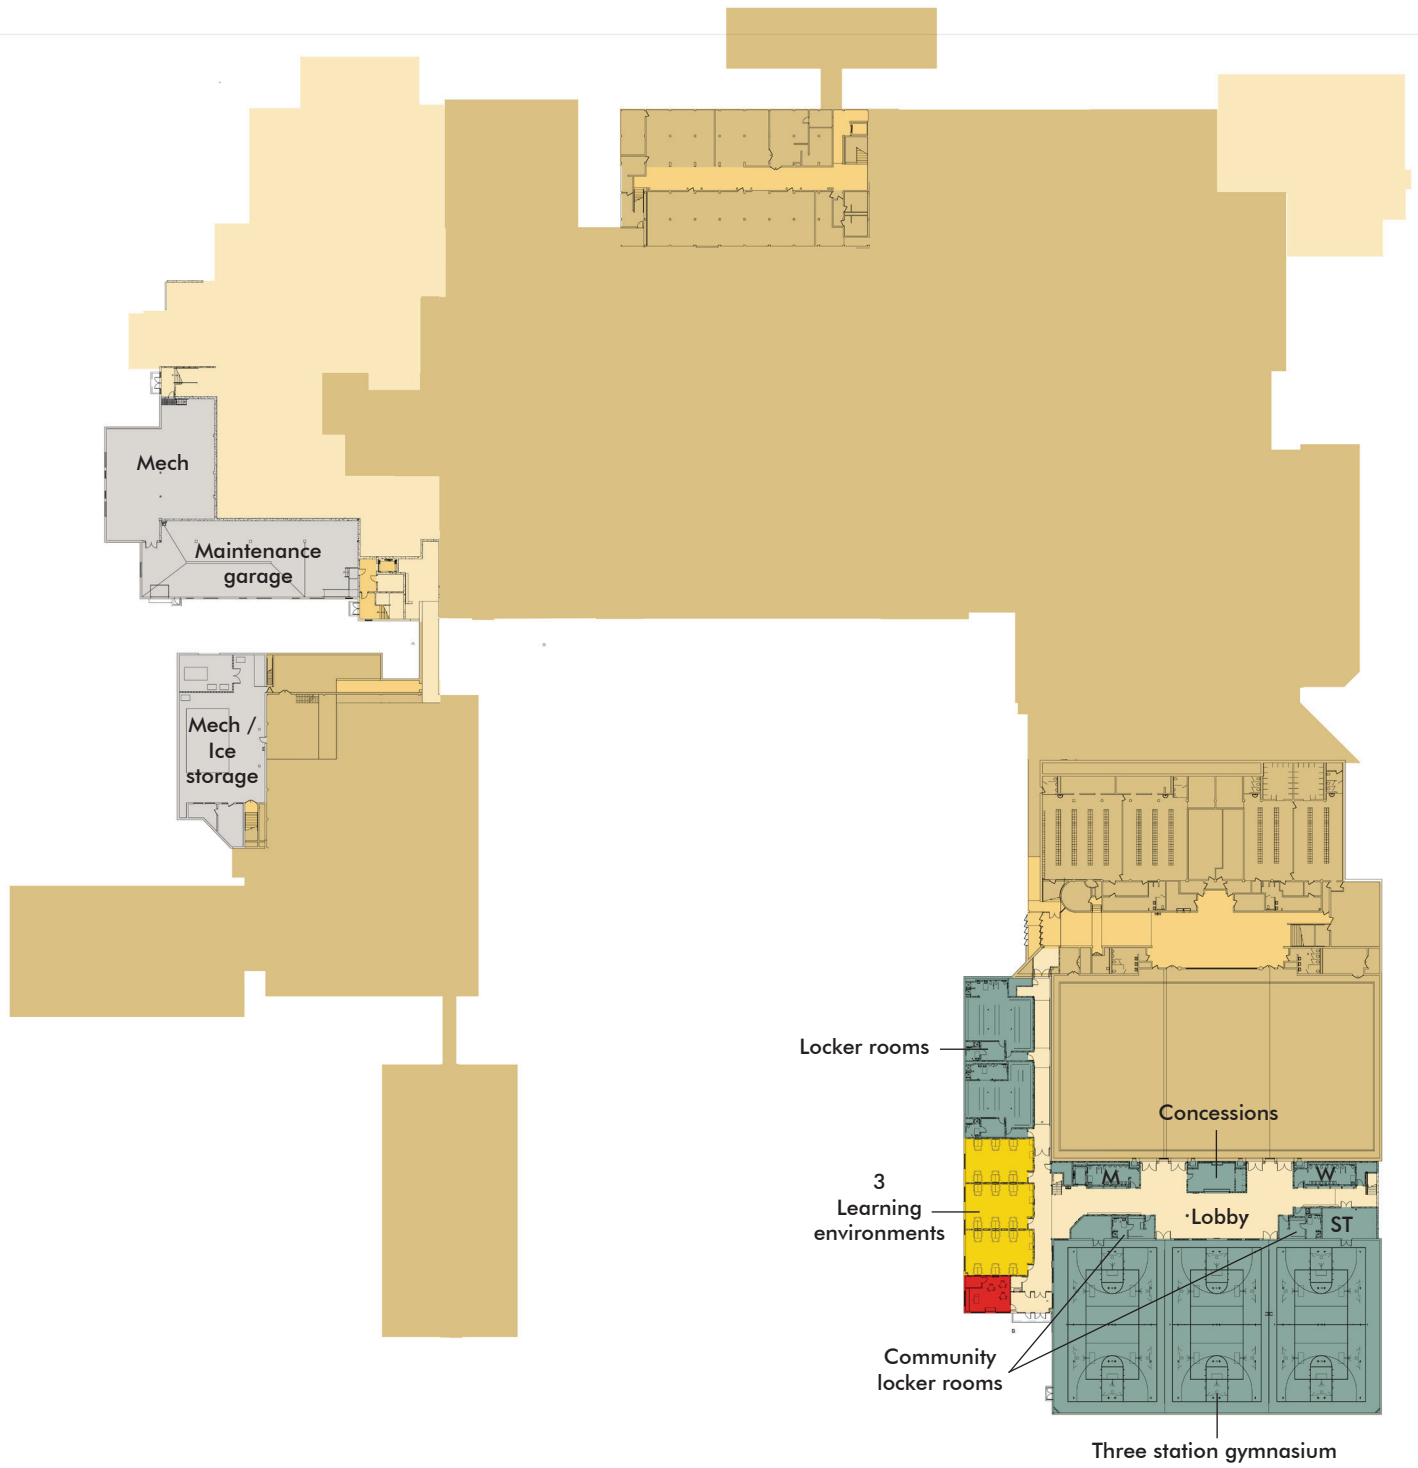 Mech
Maintenance
garage
Mech /
Ice
storage
Locker rooms
Concessions
M
W
3
Learning
environments
Lobby
ST
Community
locker rooms
Three station gymnasium